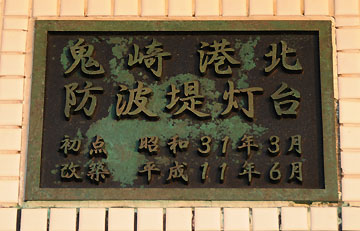 鬼崎港北
防波堤灯台
初点 昭和31年3月
改築 平成11年6月